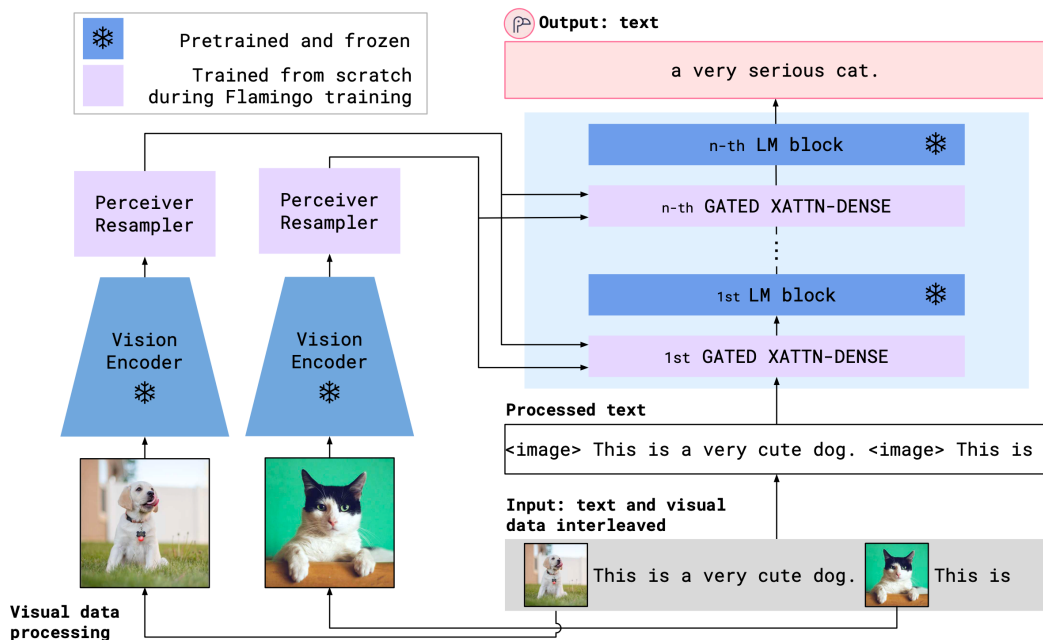 Pretrained and frozen
Trained from scratch
during Flamingo training
Output: text
a very serious cat.
n-th LM block
n-th GATED XATTN-DENSE
1st LM block
1st GATED XATTN-DENSE
Perceiver
Resampler
Perceiver
Resampler
Vision
Encoder
Vision
Encoder
Processed text
<image> This is a very cute dog. <image> This is
Input: text and visual
data interleaved
This is a very cute dog.
This is
Visual data
processing